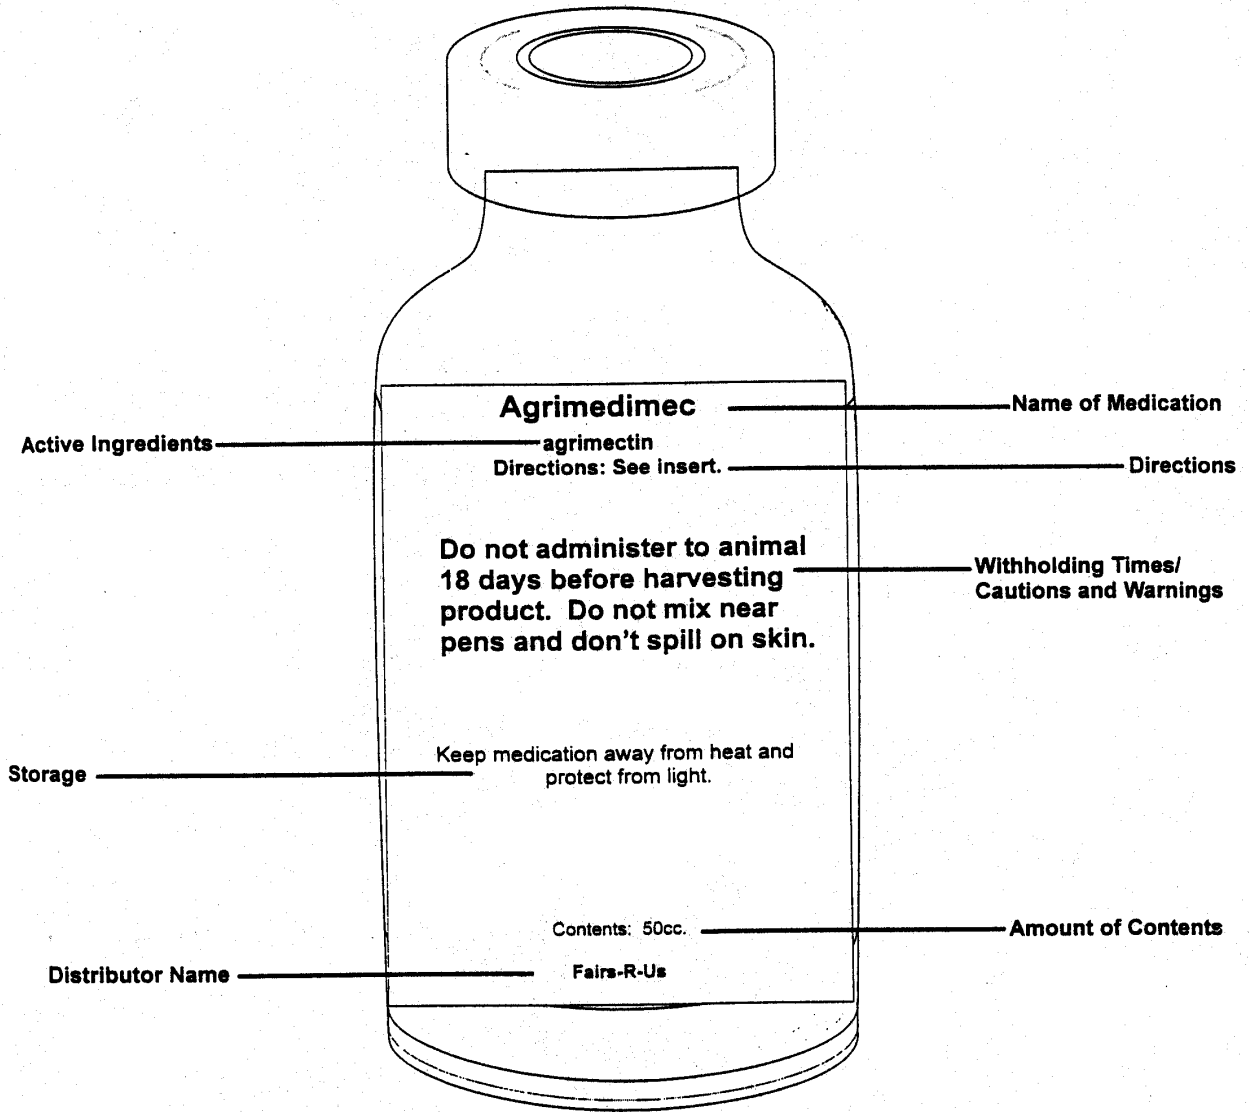 Agrimedimec
Name of Medication
Active Ingredients
agrimectin
Directions: See insert.
Directions
Do not administer to animal
18 days before harvesting
product. Do not mix near
pens and don't spill on skin.
Withholding Times/
Cautions and Warnings
Storage
Keep medication away from heat and
protect from light.
Contents: 50cc.
Amount of Contents
Distributor Name
Fairs-R-Us